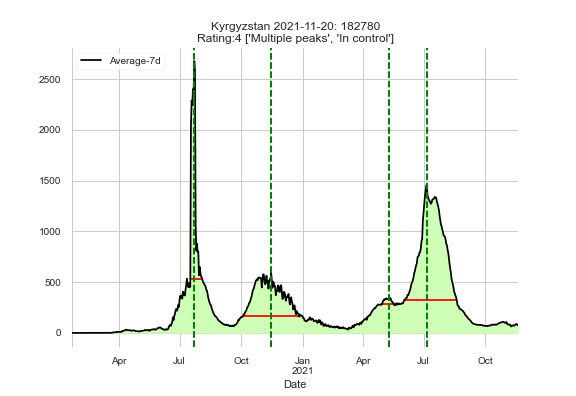 Kyrgyzstan 2021-11-20: 182780
Rating:4 ['Multiple peaks', 'In control']
Average-7d
2500
2000
1500
1000
500
0
Apr Jul Oct Jan Apr Jul Oct
2021
Date